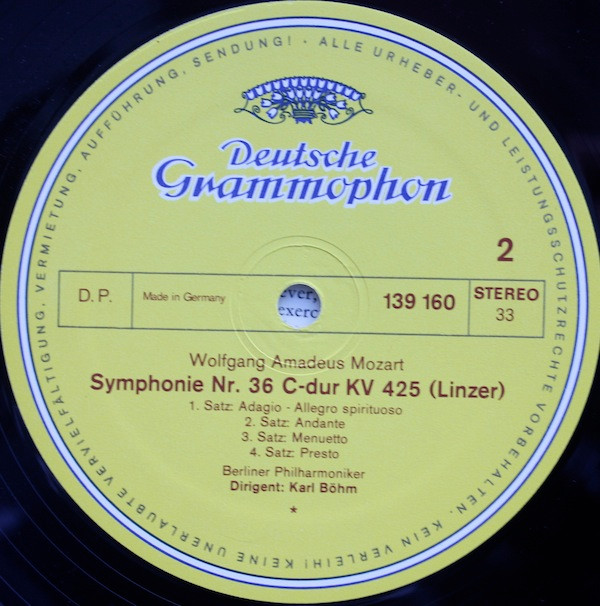 ALLE URHEBER- UND LEISTUNGSSCHUTZRECHTE VORBEHALTEN. KEIN VERLEIH! KEINE UNERLAUBTE VERVIELFÄLTIGUNG, VERMIETUNG, AUFFÜHRUNG, SENDUNG! ·
Deutsche
Grammophon
2
D. P.
Made in Germany
ever,
exerc
139 160
STEREO
33
Wolfgang Amadeus Mozart
Symphonie Nr. 36 C-dur KV 425 (Linzer)
1. Satz: Adagio - Allegro spirituoso
2. Satz: Andante
3. Satz: Menuetto
4. Satz: Presto
Berliner Philharmoniker
Dirigent: Karl Böhm
*